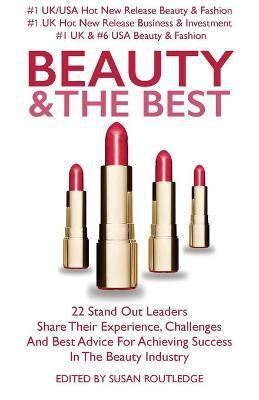 #1 UK/USA Hot New Release Beauty & Fashion
#1 UK Hot New Release Business & Investment
#1 UK & #6 USA Beauty & Fashion
BEAUTY
& THE BEST
22 Stand Out Leaders
Share Their Experience, Challenges
And Best Advice For Achieving Success
In The Beauty Industry
EDITED BY SUSAN ROUTLEDGE